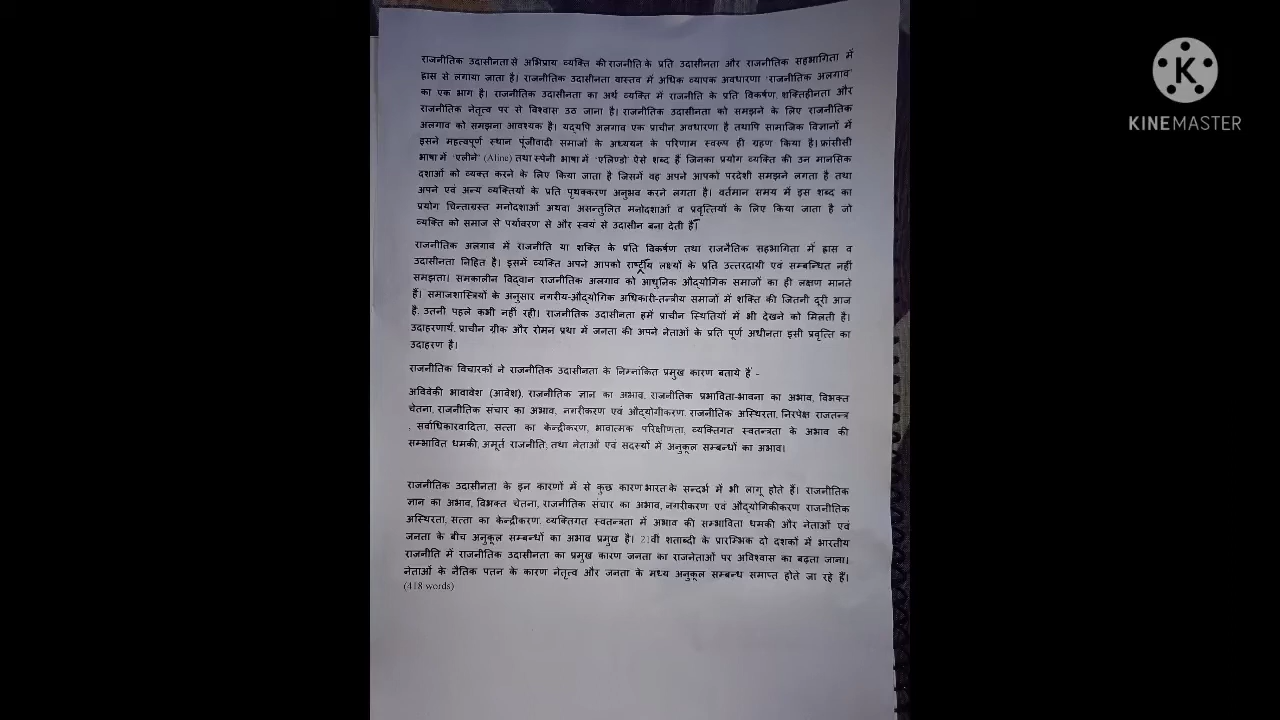 राजनीतिक उदासीनता से अभिप्राय व्यक्ति की राजनीति के प्रति उदासीनता और राजनीतिक सहभागिता में
ह्रास से लगाया जाता है। राजनीतिक उदासीनता वास्तव में अधिक व्यापक अवधारणा 'राजनीतिक अलगाव'
का एक भाग है। राजनीतिक उदासीनता का अर्थ व्यक्ति में राजनीति के प्रति विकर्षण, शक्तिहीनता और
राजनीतिक नेतृत्व पर से विश्वास उठ जाना है। राजनीतिक उदासीनता को समझने के लिए राजनीतिक
अलगाव को समझना आवश्यक है। यद्यपि अलगाव एक प्राचीन अवधारणा है तथापि सामाजिक विज्ञानों में
इसने महत्वपूर्ण स्थान पूंजीवादी समाजों के अध्ययन के परिणाम स्वरूप ही ग्रहण किया है। फ्रांसीसी
भाषा में 'एलीने' (Aline) तथा स्पेनी भाषा में 'एलिण्डो' ऐसे शब्द हैं जिनका प्रयोग व्यक्ति की उन मानसिक
दशाओं को व्यक्त करने के लिए किया जाता है जिसमें वह अपने आपको परदेशी समझने लगता है तथा
अपने एवं अन्य व्यक्तियों के प्रति पृथक्करण अनुभव करने लगता है। वर्तमान समय में इस शब्द का
प्रयोग चिन्ताग्रस्त मनोदशाओं अथवा असन्तुलित मनोदशाओं व प्रवृत्तियों के लिए किया जाता है जो
व्यक्ति को समाज से पर्यावरण से और स्वयं से उदासीन बना देती हैं।
राजनीतिक अलगाव में राजनीति या शक्ति के प्रति विकर्षण तथा राजनैतिक सहभागिता में ह्रास व
उदासीनता निहित है। इसमें व्यक्ति अपने आपको राष्ट्रीय लक्ष्यों के प्रति उत्तरदायी एवं सम्बन्धित नहीं
समझता। समकालीन विद्वान राजनीतिक अलगाव को आधुनिक औद्योगिक समाजों का ही लक्षण मानते
हैं। समाजशास्त्रियों के अनुसार नगरीय-औद्योगिक अधिकारी-तन्त्रीय समाजों में शक्ति की जितनी दूरी आज
है, उतनी पहले कभी नहीं रही। राजनीतिक उदासीनता हमें प्राचीन स्थितियों में भी देखने को मिलती है।
उदाहरणार्थ, प्राचीन ग्रीक और रोमन प्रथा में जनता की अपने नेताओं के प्रति पूर्ण अधीनता इसी प्रवृत्ति का
उदाहरण है।
राजनीतिक विचारकों ने राजनीतिक उदासीनता के निम्नांकित प्रमुख कारण बताये हैं -
अविवेकी भावावेश (आवेश), राजनीतिक ज्ञान का अभाव, राजनीतिक प्रभाविता-भावना का अभाव, विभक्त
चेतना, राजनीतिक संचार का अभाव, नगरीकरण एवं औद्योगीकरण, राजनीतिक अस्थिरता, निरपेक्ष राजतन्त्र
, सर्वाधिकारवादिता, सत्ता का केन्द्रीकरण, भावात्मक परिक्षीणता, व्यक्तिगत स्वतन्त्रता के अभाव की
सम्भावित धमकी, अमूर्त राजनीति, तथा नेताओं एवं सदस्यों में अनुकूल सम्बन्धों का अभाव।
राजनीतिक उदासीनता के इन कारणों में से कुछ कारण भारत के सन्दर्भ में भी लागू होते हैं। राजनीतिक
ज्ञान का अभाव, विभक्त चेतना, राजनीतिक संचार का अभाव, नगरीकरण एवं औद्योगिकीकरण राजनीतिक
अस्थिरता, सत्ता का केन्द्रीकरण, व्यक्तिगत स्वतन्त्रता में अभाव की सम्भाविता धमकी और नेताओं एवं
जनता के बीच अनुकूल सम्बन्धों का अभाव प्रमुख है। 21वीं शताब्दी के प्रारम्भिक दो दशकों में भारतीय
राजनीति में राजनीतिक उदासीनता का प्रमुख कारण जनता का राजनेताओं पर अविश्वास का बढ़ता जाना।
नेताओं के नैतिक पतन के कारण नेतृत्व और जनता के मध्य अनुकूल सम्बन्ध समाप्त होते जा रहे हैं।
(418 words)
K
KINEMASTER